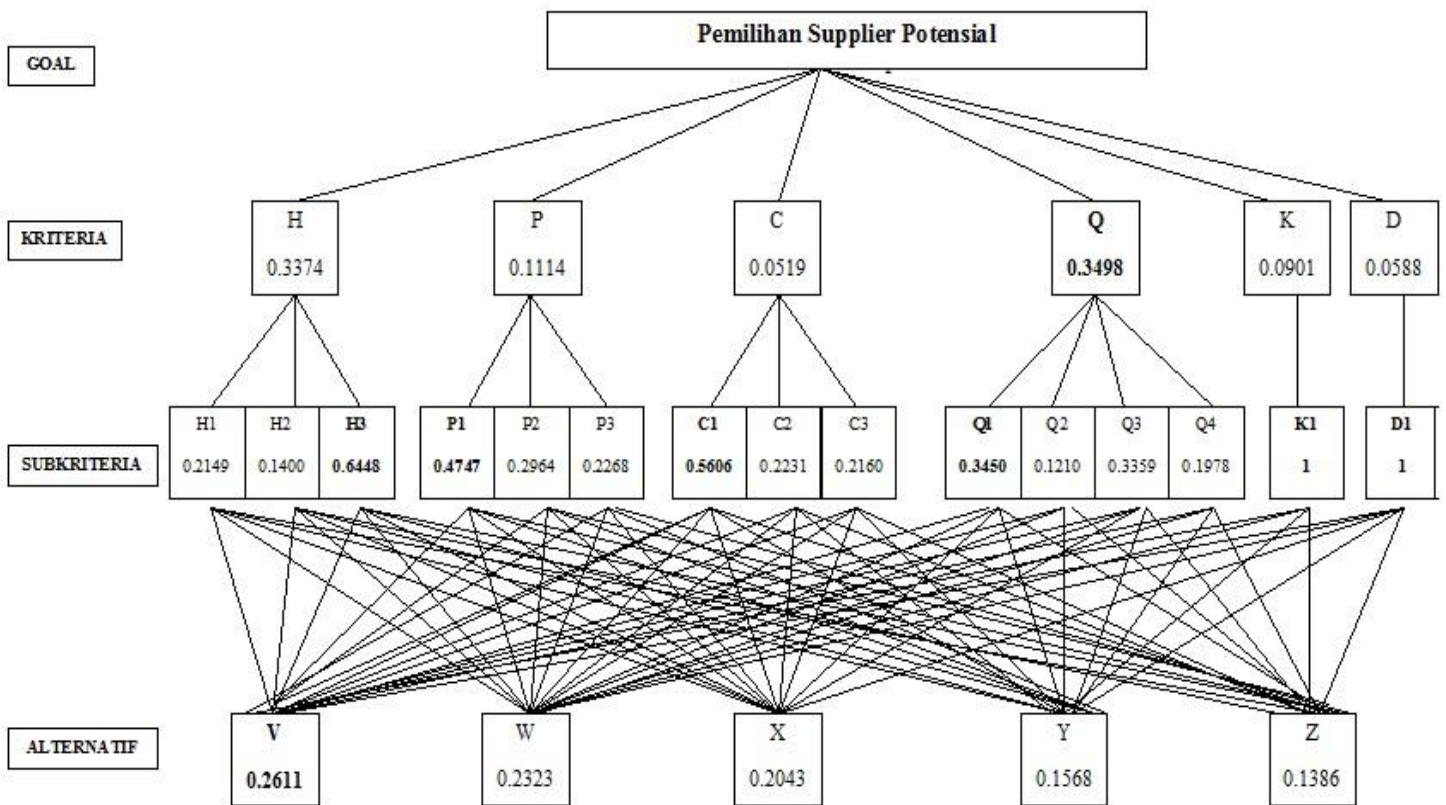 Pemilihan Supplier Potensial
GOAL
KRITERIA
H
0.3374
P
0.1114
C
0.0519
Q
0.3498
K
0.0901
D
0.0588
SUBKRITERIA
H1
0.2149
H2
0.1400
H3
0.6448
P1
0.4747
P2
0.2964
P3
0.2268
C1
0.5606
C2
0.2231
C3
0.2160
Q1
0.3450
Q2
0.1210
Q3
0.3359
Q4
0.1978
K1
1
D1
1
ALTERNATIF
V
0.2611
W
0.2323
X
0.2043
Y
0.1568
Z
0.1386